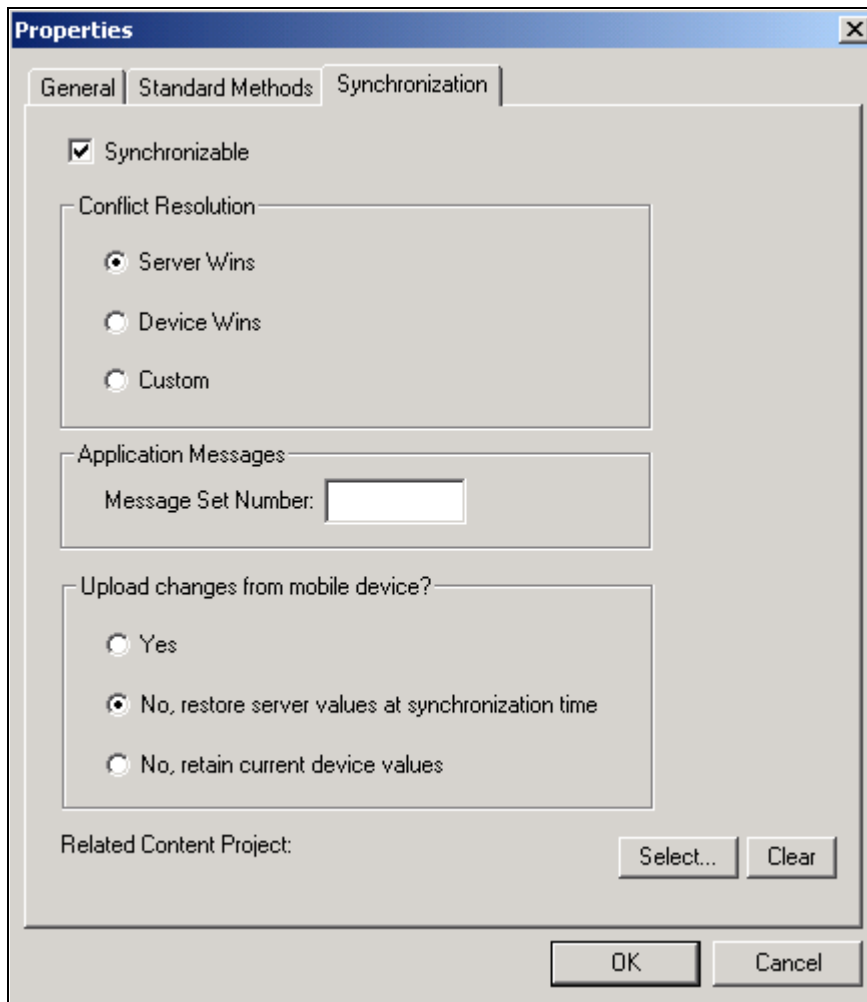 Properties
General Standard Methods Synchronization
Synchronizable
Conflict Resolution
Server Wins
Device Wins
Custom
Application Messages
Message Set Number:
Upload changes from mobile device?
Yes
No, restore server values at synchronization time
No, retain current device values
Related Content Project: Select... Clear
OK Cancel